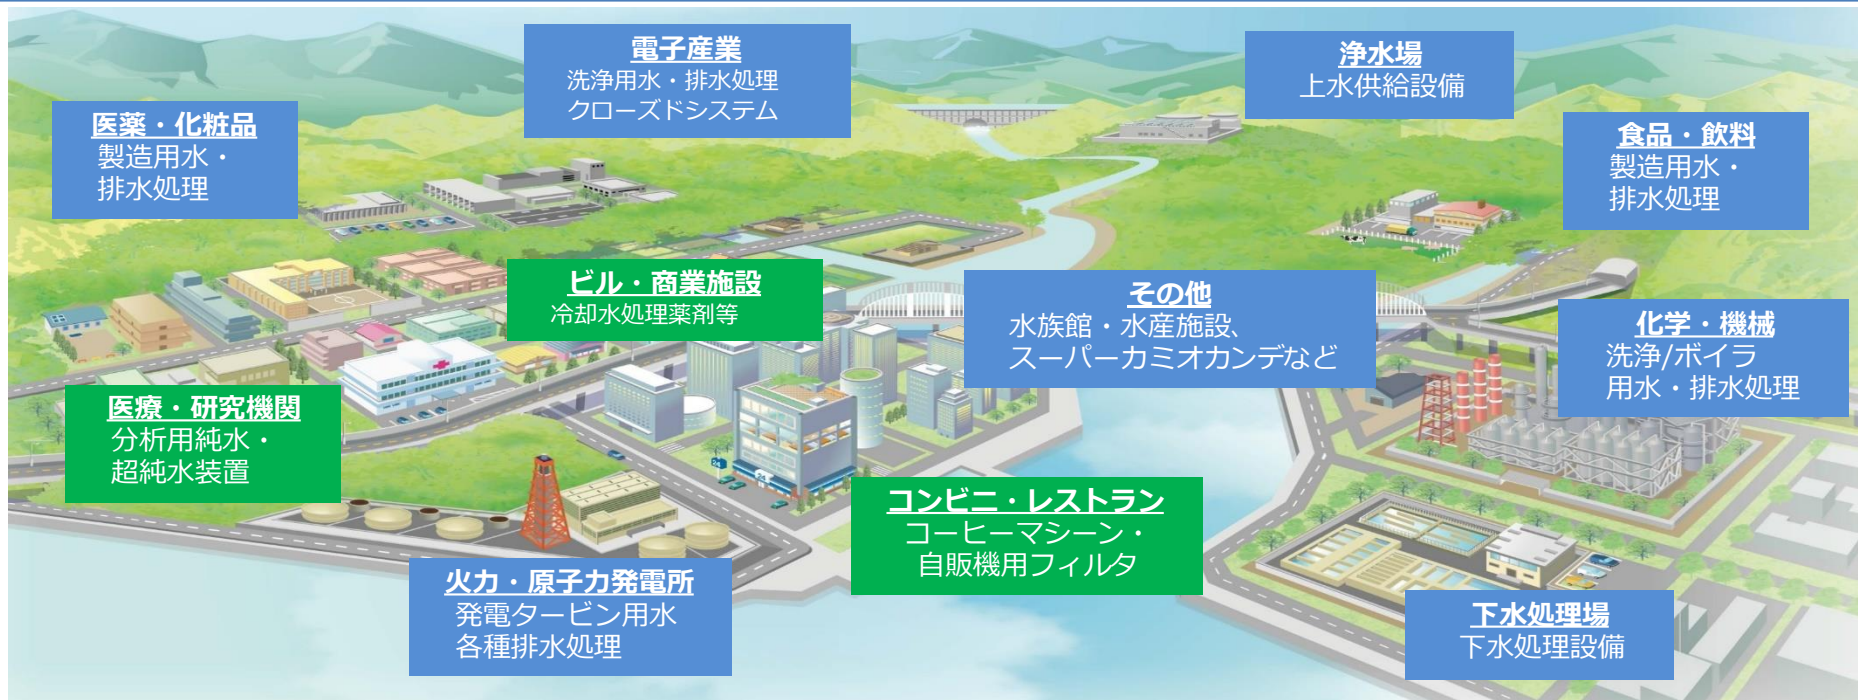 電子産業
洗浄用水・排水処理
クローズドシステム
浄水場
上水供給設備
医薬・化粧品
製造用水・
排水処理
食品・飲料
製造用水・
排水処理
ビル・商業施設
冷却水処理薬剤等
その他
水族館・水産施設、
スーパーカミオカンデなど
化学・機械
洗浄/ボイラ
用水・排水処理
医療・研究機関
分析用純水・
超純水装置
コンビニ・レストラン
コーヒーマシーン・
自販機用フィルタ
火力・原子力発電所
発電タービン用水
各種排水処理
下水処理場
下水処理設備